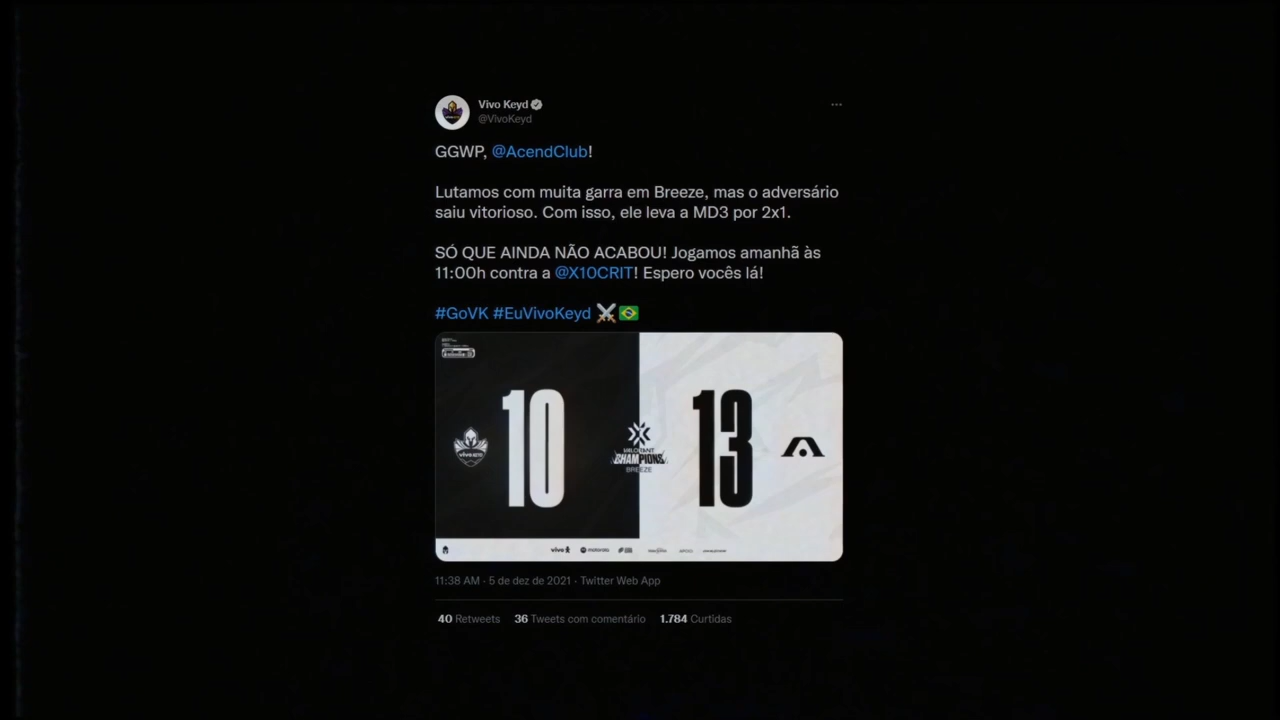 Vivo Keyd
@VivoKeyd
GGWP, @AcendClub!
Lutamos com muita garra em Breeze, mas o adversário
saiu vitorioso. Com isso, ele leva a MD3 por 2x1.
SÓ QUE AINDA NÃO ACABOU! Jogamos amanhã às
11:00h contra a @X10CRIT! Espero vocês lá!
#GoVK #EuVivoKeyd ⚔️🇧🇷
10
13
VALORANT
CHAMPIONS
BREEZE
vivo motorola
11:38 AM · 5 de dez de 2021 · Twitter Web App
40 Retweets 36 Tweets com comentário 1.784 Curtidas